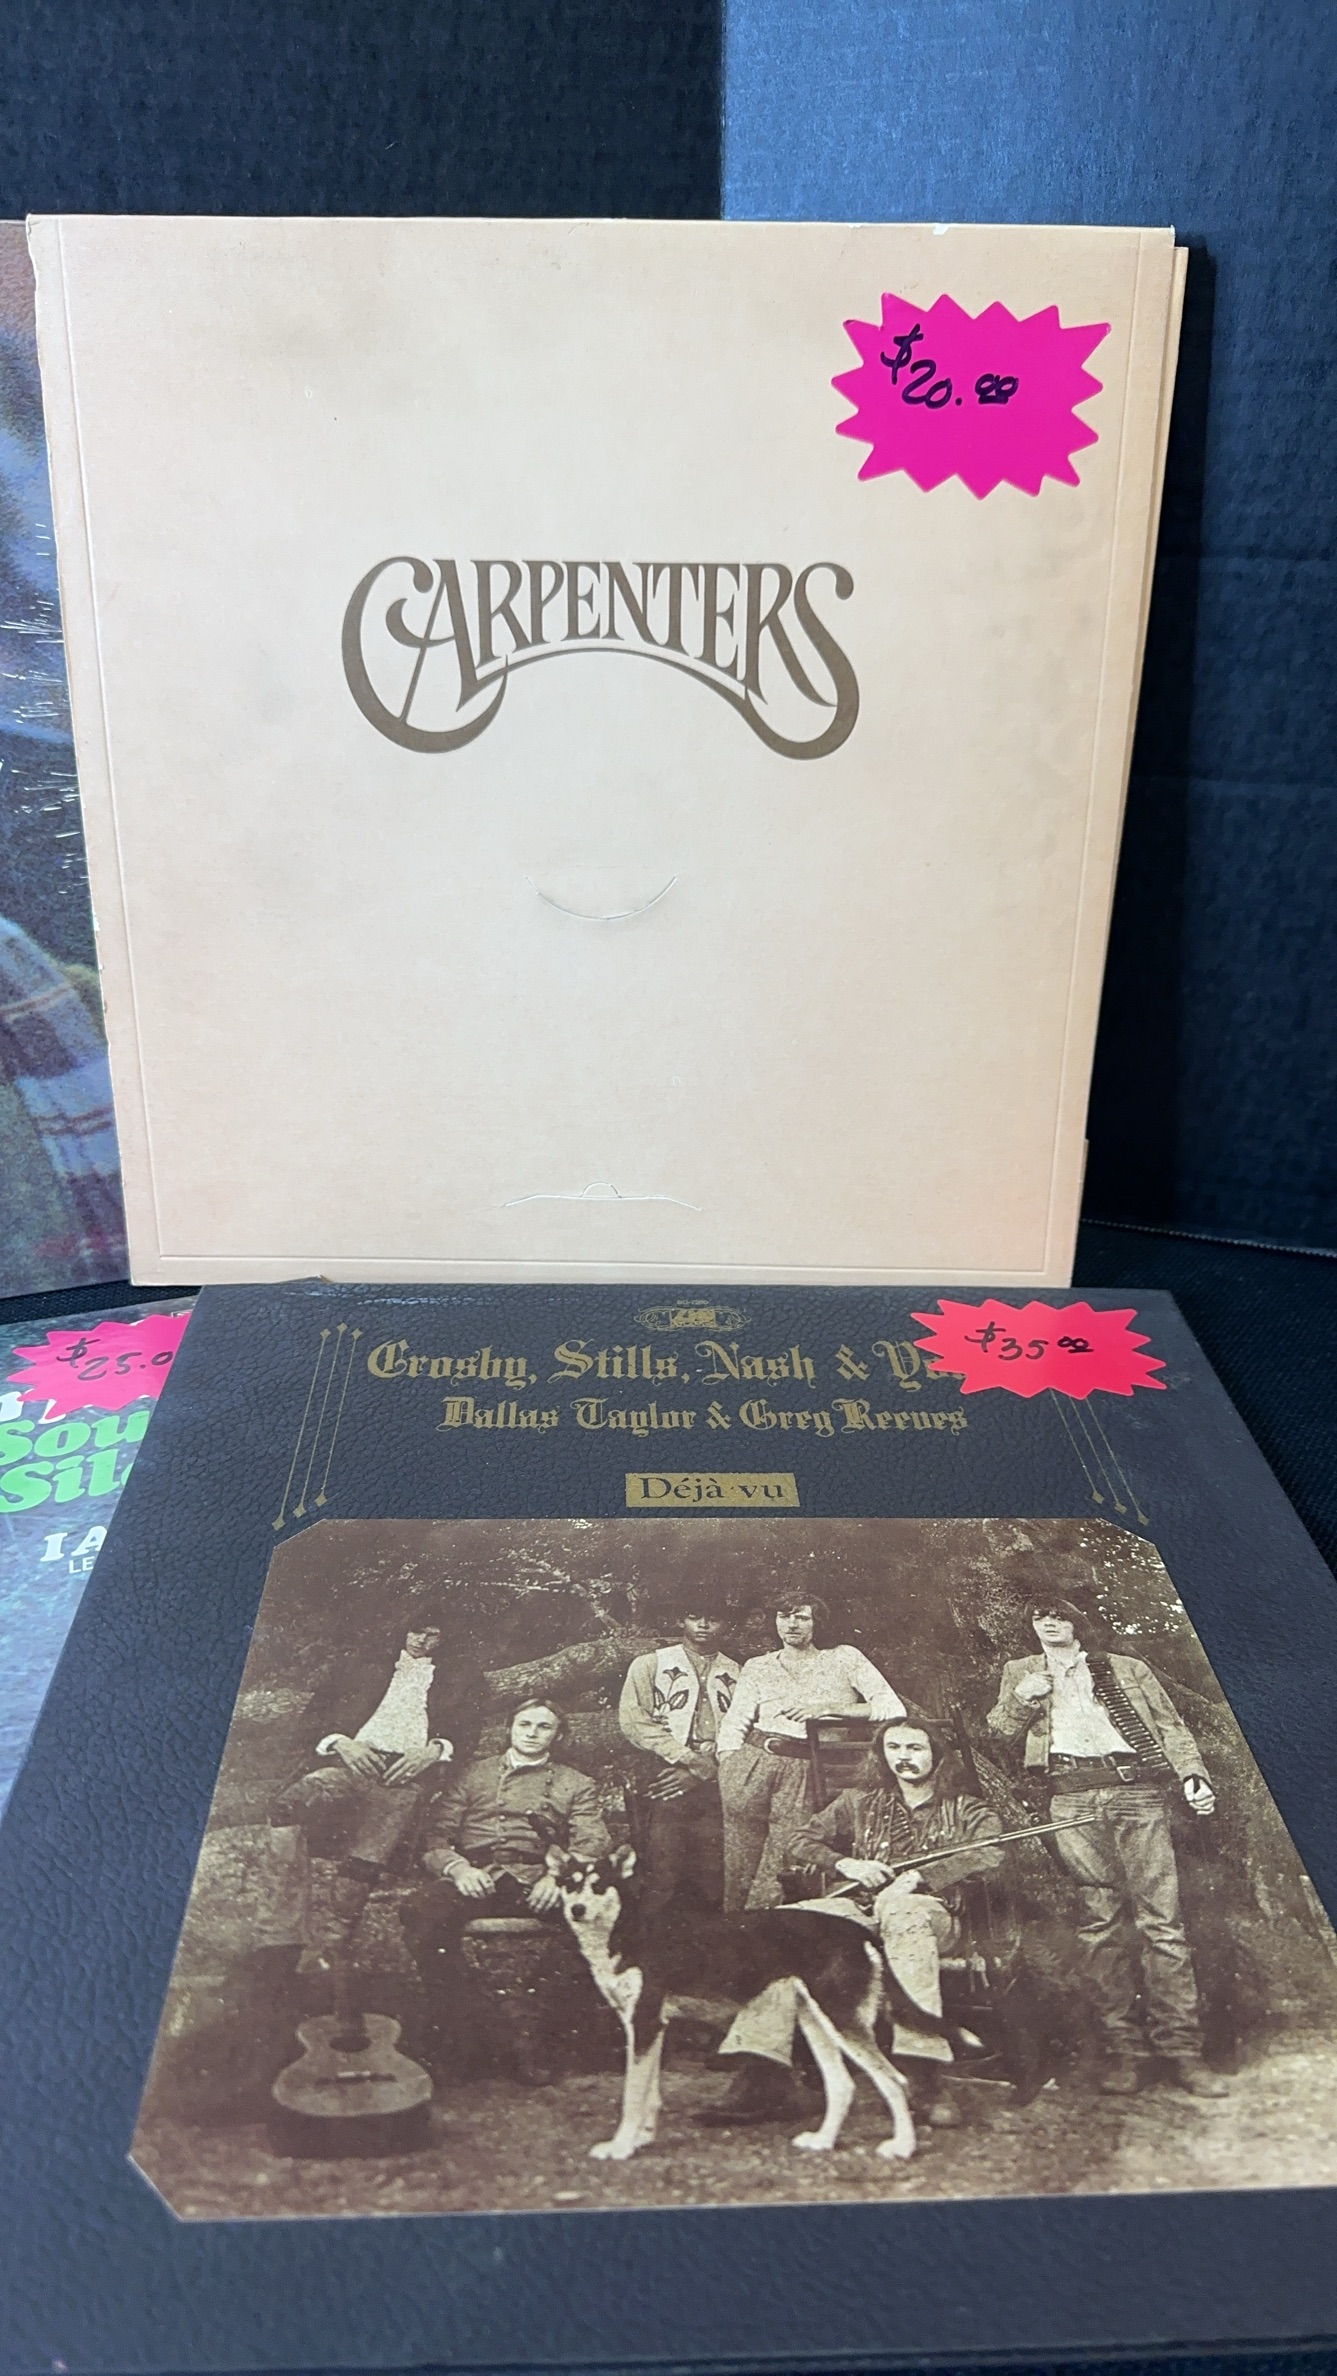 $20.00
CARPENTERS
$25.0
Sou
Sil
I A
LE
$35 00
Crosby, Stills, Nash & Yo
Dallas Taylor & Greg Reeves
Déjà vu